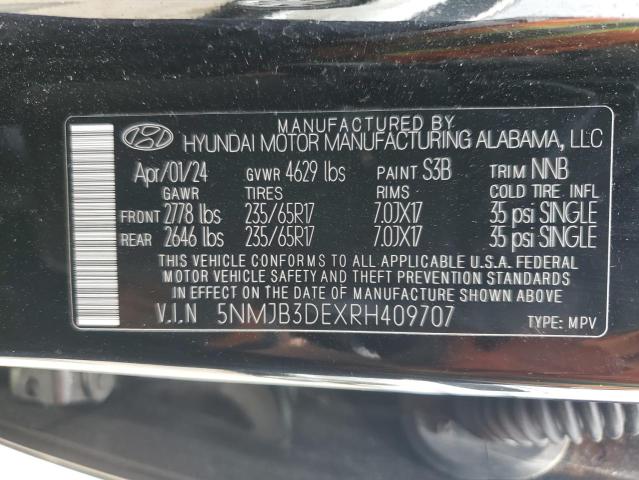 MANUFACTURED BY
HYUNDAI MOTOR MANUFACTURING ALABAMA, LLC
Apr/01/24 GVWR 4629 lbs PAINT S3B TRIM NNB
GAWR TIRES RIMS COLD TIRE. INFL
FRONT 2778 lbs 235/65R17 7.0JX17 35 psi SINGLE
REAR 2646 lbs 235/65R17 7.0JX17 35 psi SINGLE
THIS VEHICLE CONFORMS TO ALL APPLICABLE U.S.A. FEDERAL
MOTOR VEHICLE SAFETY AND THEFT PREVENTION STANDARDS
IN EFFECT ON THE DATE OF MANUFACTURE SHOWN ABOVE.
V.I.N 5NMJB3DEXRH409707 TYPE: MPV